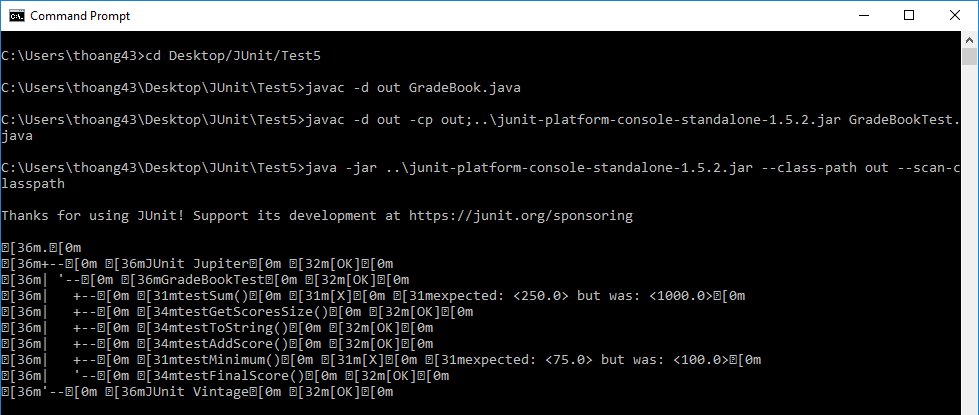 Command Prompt
C:\Users\thoang43>cd Desktop/JUnit/Test5
C:\Users\thoang43\Desktop\JUnit\Test5>javac -d out GradeBook.java
C:\Users\thoang43\Desktop\JUnit\Test5>javac -d out -cp out;..\junit-platform-console-standalone-1.5.2.jar GradeBookTest.
java
C:\Users\thoang43\Desktop\JUnit\Test5>java -jar ..\junit-platform-console-standalone-1.5.2.jar --class-path out --scan-c
lasspath
Thanks for using JUnit! Support its development at https://junit.org/sponsoring
⍰[36m.⍰[0m
⍰[36m+--⍰[0m ⍰[36mJUnit Jupiter⍰[0m ⍰[32m[OK]⍰[0m
⍰[36m| '--⍰[0m ⍰[36mGradeBookTest⍰[0m ⍰[32m[OK]⍰[0m
⍰[36m|   +--⍰[0m ⍰[31mtestSum()⍰[0m ⍰[31m[X]⍰[0m ⍰[31mexpected: <250.0> but was: <1000.0>⍰[0m
⍰[36m|   +--⍰[0m ⍰[34mtestGetScoresSize()⍰[0m ⍰[32m[OK]⍰[0m
⍰[36m|   +--⍰[0m ⍰[34mtestToString()⍰[0m ⍰[32m[OK]⍰[0m
⍰[36m|   +--⍰[0m ⍰[34mtestAddScore()⍰[0m ⍰[32m[OK]⍰[0m
⍰[36m|   +--⍰[0m ⍰[31mtestMinimum()⍰[0m ⍰[31m[X]⍰[0m ⍰[31mexpected: <75.0> but was: <100.0>⍰[0m
⍰[36m|   '--⍰[0m ⍰[34mtestFinalScore()⍰[0m ⍰[32m[OK]⍰[0m
⍰[36m'--⍰[0m ⍰[36mJUnit Vintage⍰[0m ⍰[32m[OK]⍰[0m